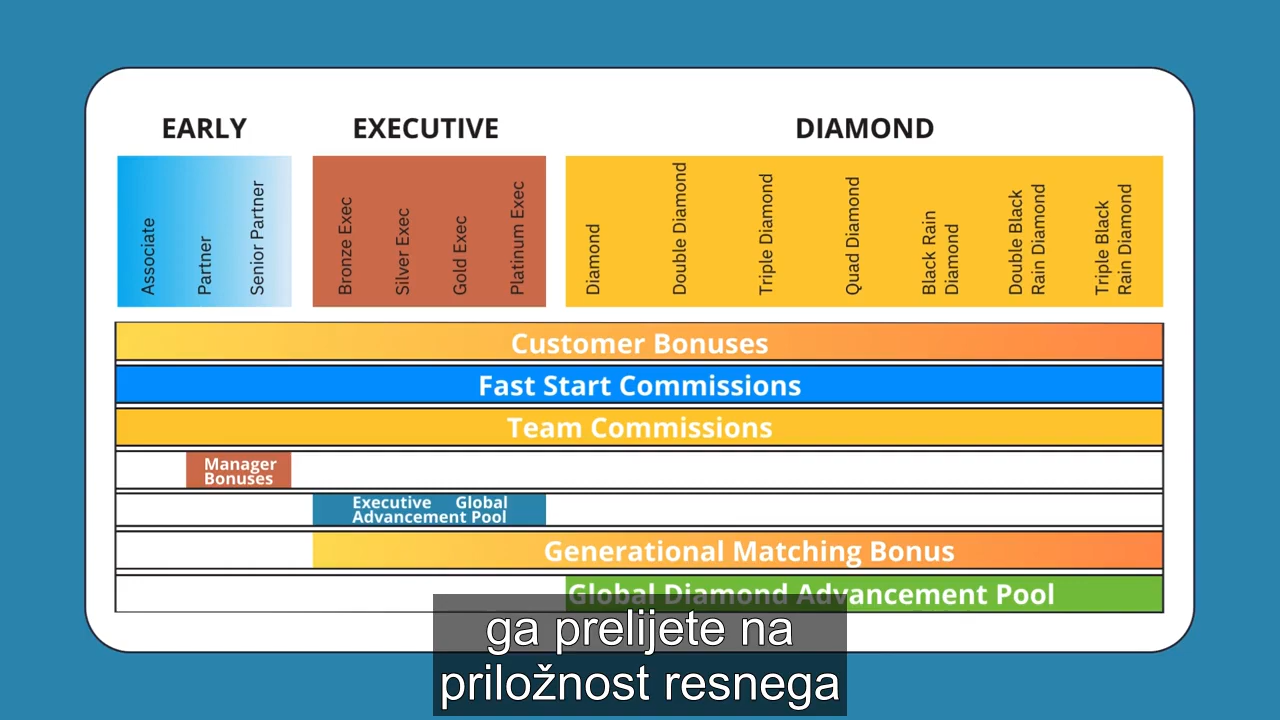 EARLY
EXECUTIVE
DIAMOND
Associate
Partner
Senior Partner
Bronze Exec
Silver Exec
Gold Exec
Platinum Exec
Diamond
Double Diamond
Triple Diamond
Quad Diamond
Black Rain
Diamond
Double Black
Rain Diamond
Triple Black
Rain Diamond
Customer Bonuses
Fast Start Commissions
Team Commissions
Manager
Bonuses
Executive Global
Advancement Pool
Generational Matching Bonus
Global Diamond Advancement Pool
ga prelijete na
priložnost resnega